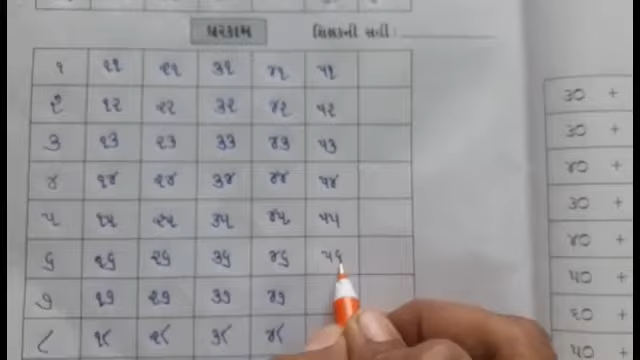 ઘરકામ શિક્ષકની સહી :
૧ ૧૧ ૨૧ ૩૧ ૪૧ ૫૧
૨ ૧૨ ૨૨ ૩૨ ૪૨ ૫૨
૩ ૧૩ ૨૩ ૩૩ ૪૩ ૫૩
૪ ૧૪ ૨૪ ૩૪ ૪૪ ૫૪
૫ ૧૫ ૨૫ ૩૫ ૪૫ ૫૫
૬ ૧૬ ૨૬ ૩૬ ૪૬ ૫૬
૭ ૧૭ ૨૭ ૩૭ ૪૭
૮ ૧૮ ૨૮ ૩૮ ૪૮
૩૦ +
૩૦ +
૪૦ +
૩૦ +
૪૦ +
૫૦ +
૬૦ +
૫૦ +